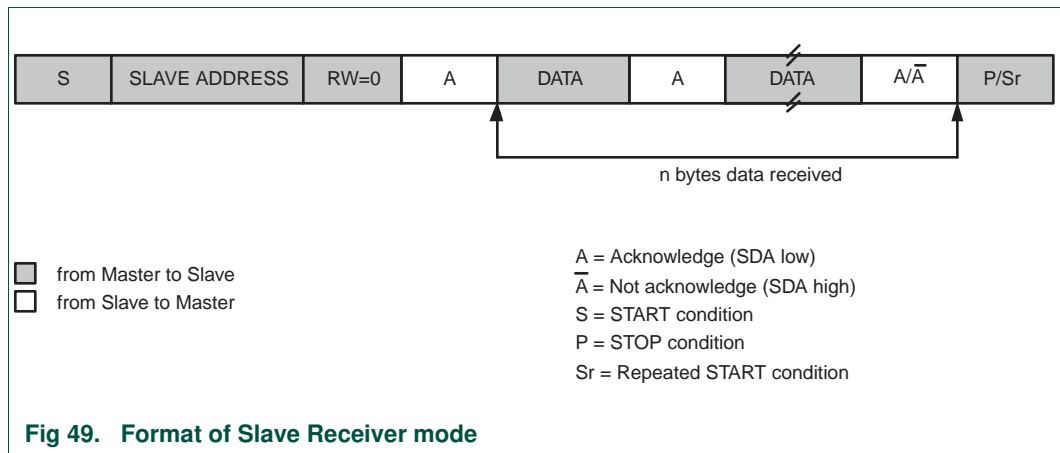 S SLAVE ADDRESS RW=0 A DATA A DATA A/A̅ P/Sr
n bytes data received
from Master to Slave
from Slave to Master
A = Acknowledge (SDA low)
A̅ = Not acknowledge (SDA high)
S = START condition
P = STOP condition
Sr = Repeated START condition
Fig 49. Format of Slave Receiver mode